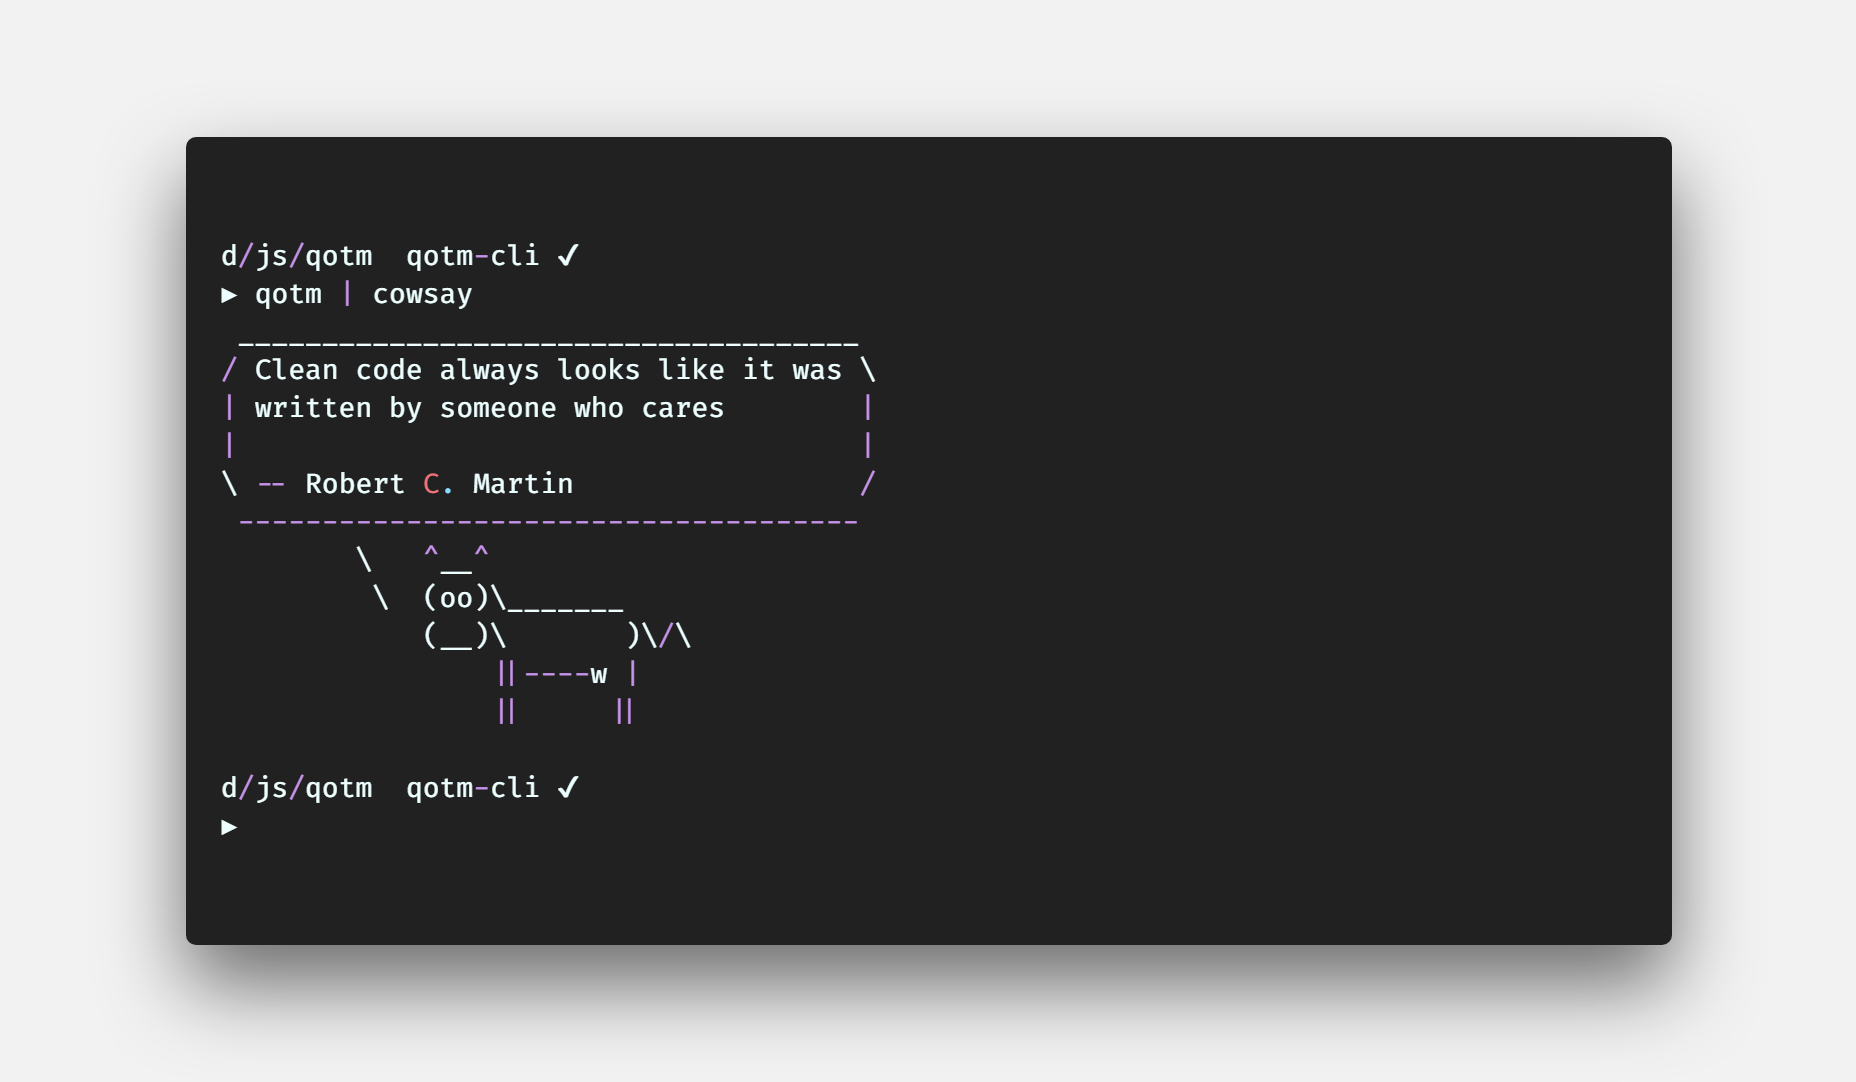 d/js/qotm  qotm-cli ✔
▶ qotm | cowsay
 _____________________________________
/ Clean code always looks like it was \
| written by someone who cares        |
|                                     |
\ -- Robert C. Martin                 /
 -------------------------------------
        \   ^__^
         \  (oo)\_______
            (__)\       )\/\
                ||----w |
                ||     ||
d/js/qotm  qotm-cli ✔
▶